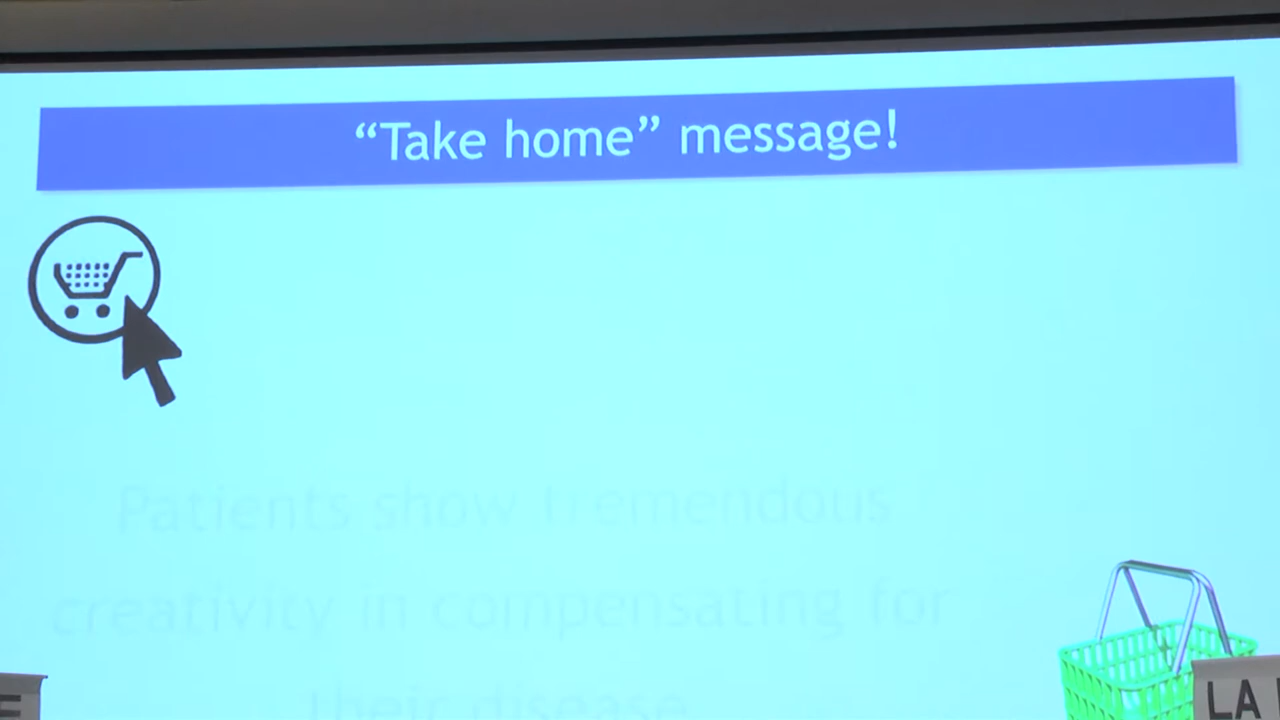 “Take home” message!
Patients show tremendous
creativity in compensating for
their disease
E
LA